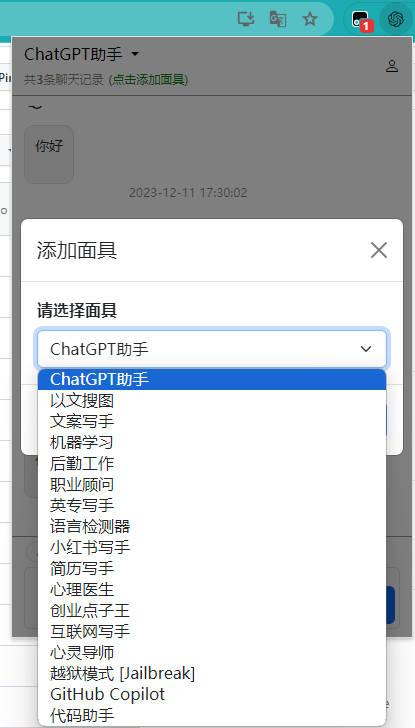 1
ChatGPT助手
共3条聊天记录 (点击添加面具)
你好
2023-12-11 17:30:02
添加面具
请选择面具
ChatGPT助手
ChatGPT助手
以文搜图
文案写手
机器学习
后勤工作
职业顾问
英专写手
语言检测器
小红书写手
简历写手
心理医生
创业点子王
互联网写手
心灵导师
越狱模式 [Jailbreak]
GitHub Copilot
代码助手